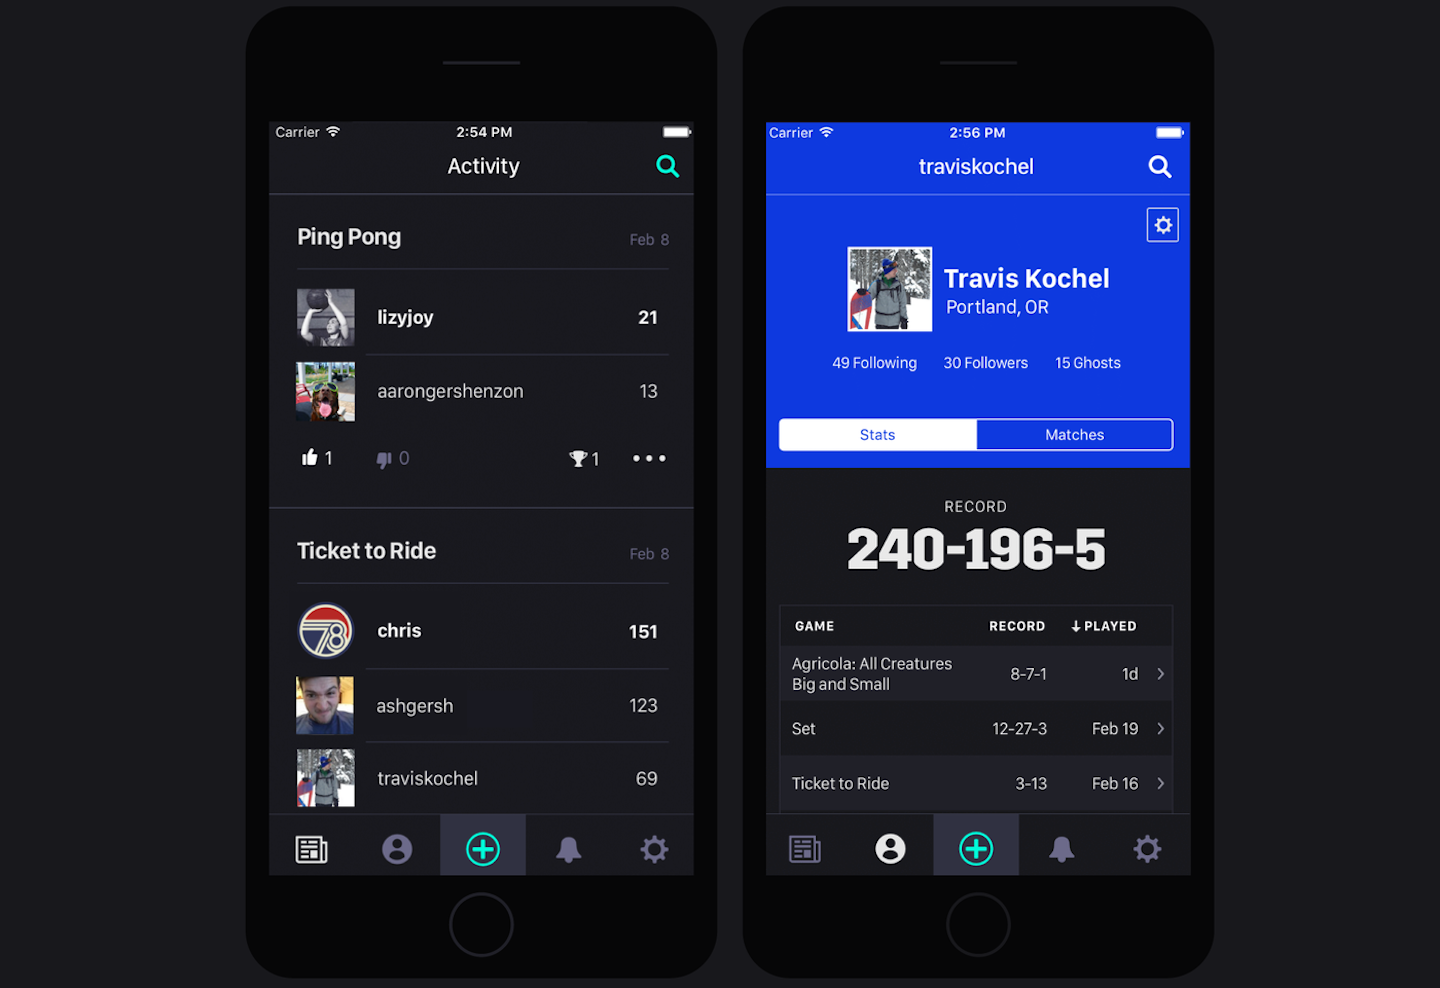 Carrier 2:54 PM
Activity
Ping Pong Feb 8
lizyjoy 21
aarongershenzon 13
1 0 1
Ticket to Ride Feb 8
78
chris 151
ashgersh 123
traviskochel 69
Carrier 2:56 PM
traviskochel
Travis Kochel
Portland, OR
49 Following 30 Followers 15 Ghosts
Stats Matches
RECORD
240-196-5
GAME RECORD ↓ PLAYED
Agricola: All Creatures
Big and Small 8-7-1 1d
Set 12-27-3 Feb 19
Ticket to Ride 3-13 Feb 16